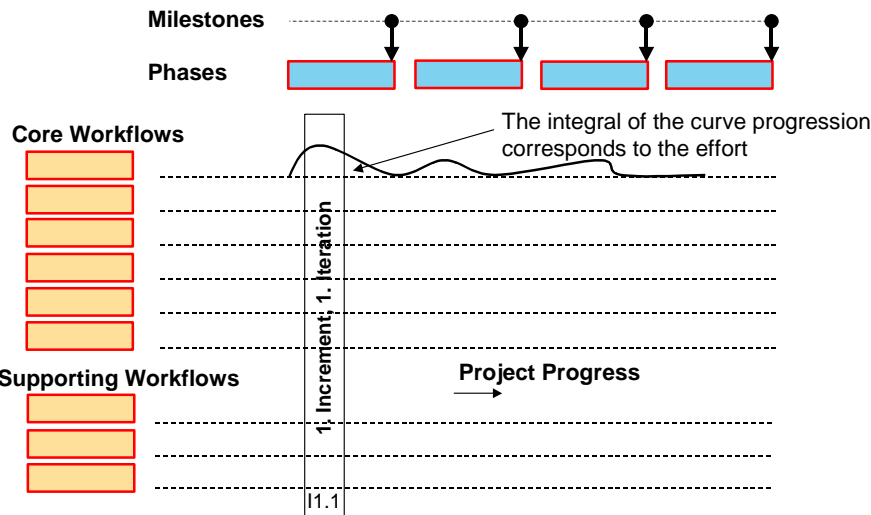 Milestones
Phases
Core Workflows
The integral of the curve progression
corresponds to the effort
1. Increment, 1. Iteration
Supporting Workflows
Project Progress
I1.1